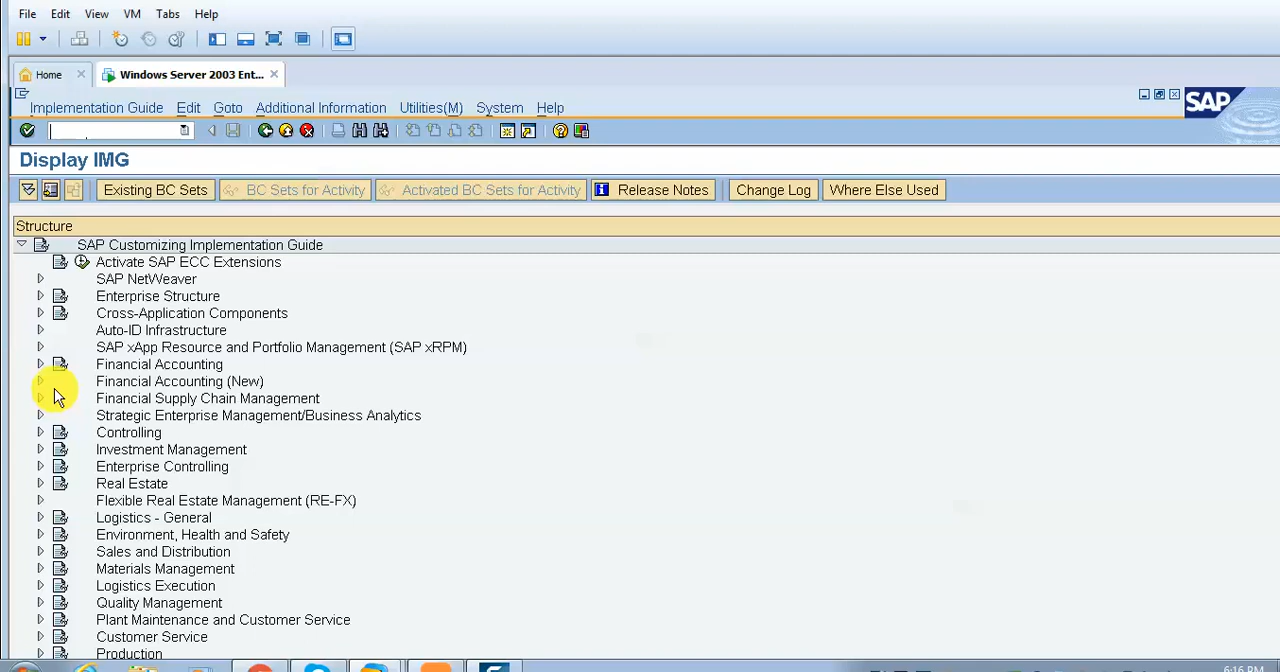 File Edit View VM Tabs Help
Home Windows Server 2003 Ent...
Implementation Guide Edit Goto Additional Information Utilities(M) System Help
SAP
Display IMG
Existing BC Sets BC Sets for Activity Activated BC Sets for Activity Release Notes Change Log Where Else Used
Structure
SAP Customizing Implementation Guide
Activate SAP ECC Extensions
SAP NetWeaver
Enterprise Structure
Cross-Application Components
Auto-ID Infrastructure
SAP xApp Resource and Portfolio Management (SAP xRPM)
Financial Accounting
Financial Accounting (New)
Financial Supply Chain Management
Strategic Enterprise Management/Business Analytics
Controlling
Investment Management
Enterprise Controlling
Real Estate
Flexible Real Estate Management (RE-FX)
Logistics - General
Environment, Health and Safety
Sales and Distribution
Materials Management
Logistics Execution
Quality Management
Plant Maintenance and Customer Service
Customer Service
Production
6:16 PM